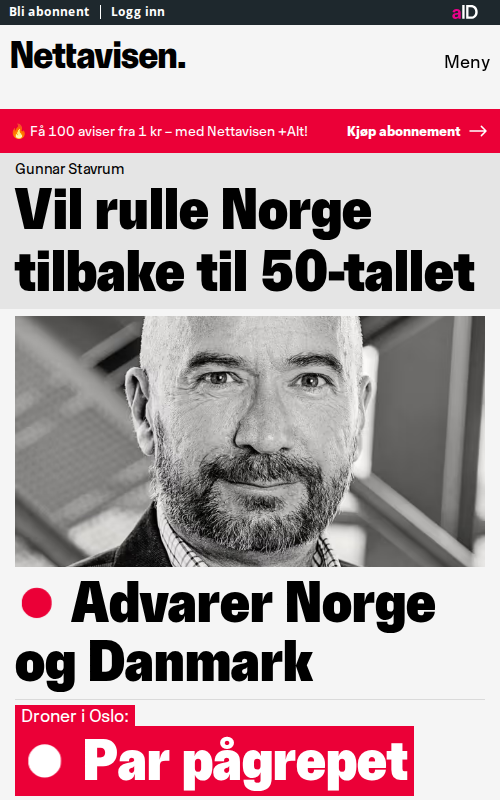 Bli abonnent | Logg inn
aID
Nettavisen.
Meny
🔥 Få 100 aviser fra 1 kr – med Nettavisen +Alt!
Kjøp abonnement →
Gunnar Stavrum
Vil rulle Norge
tilbake til 50-tallet
Advarer Norge
og Danmark
Droner i Oslo:
Par pågrepet